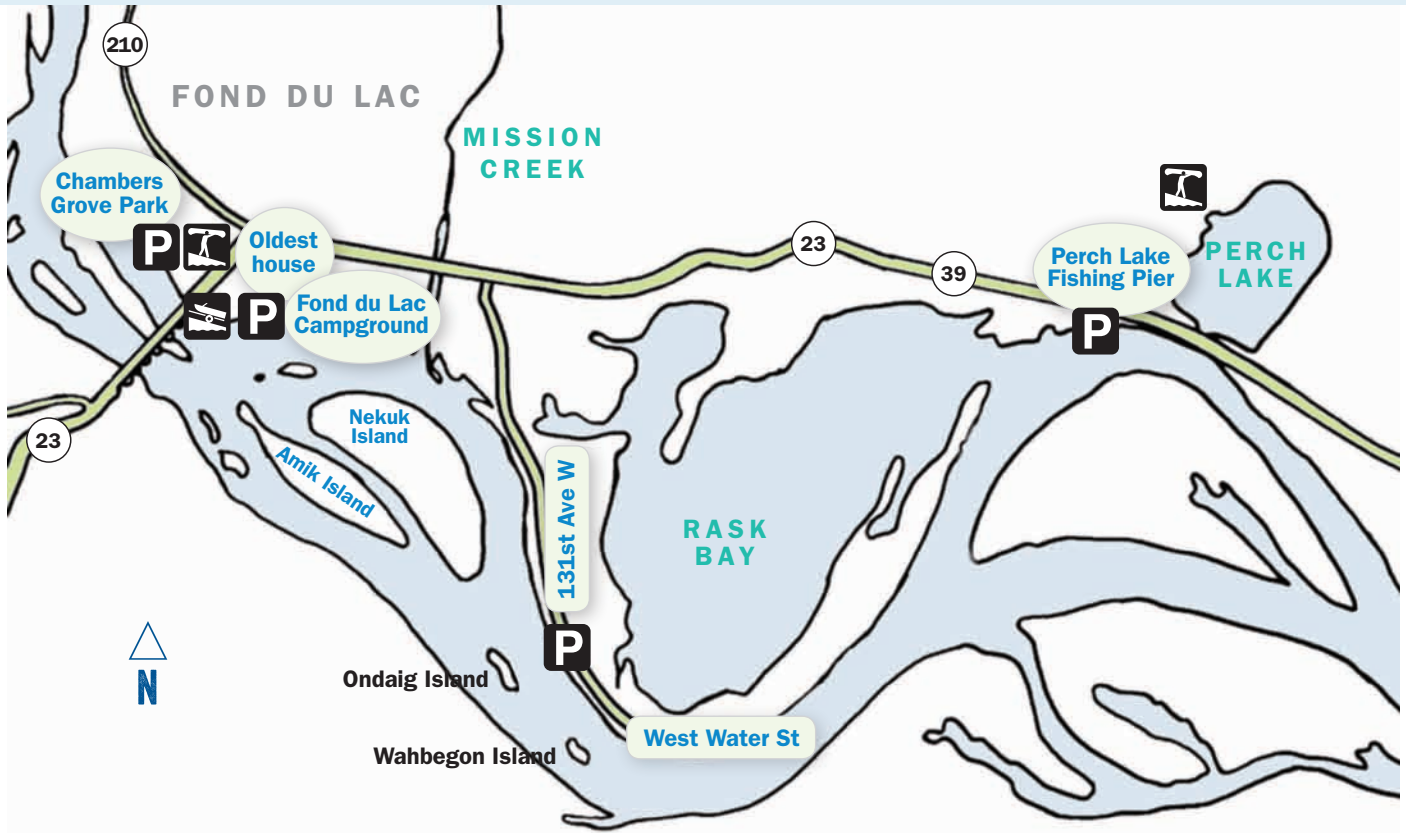 210
FOND DU LAC
MISSION
CREEK
Chambers
Grove Park
P
Oldest
house
23
39
Perch Lake
Fishing Pier
PERCH
LAKE
P
Fond du Lac
Campground
P
23
Nekuk
Island
Amik Island
131st Ave W
RASK
BAY
P
N
Ondaig Island
Wahbegon Island
West Water St